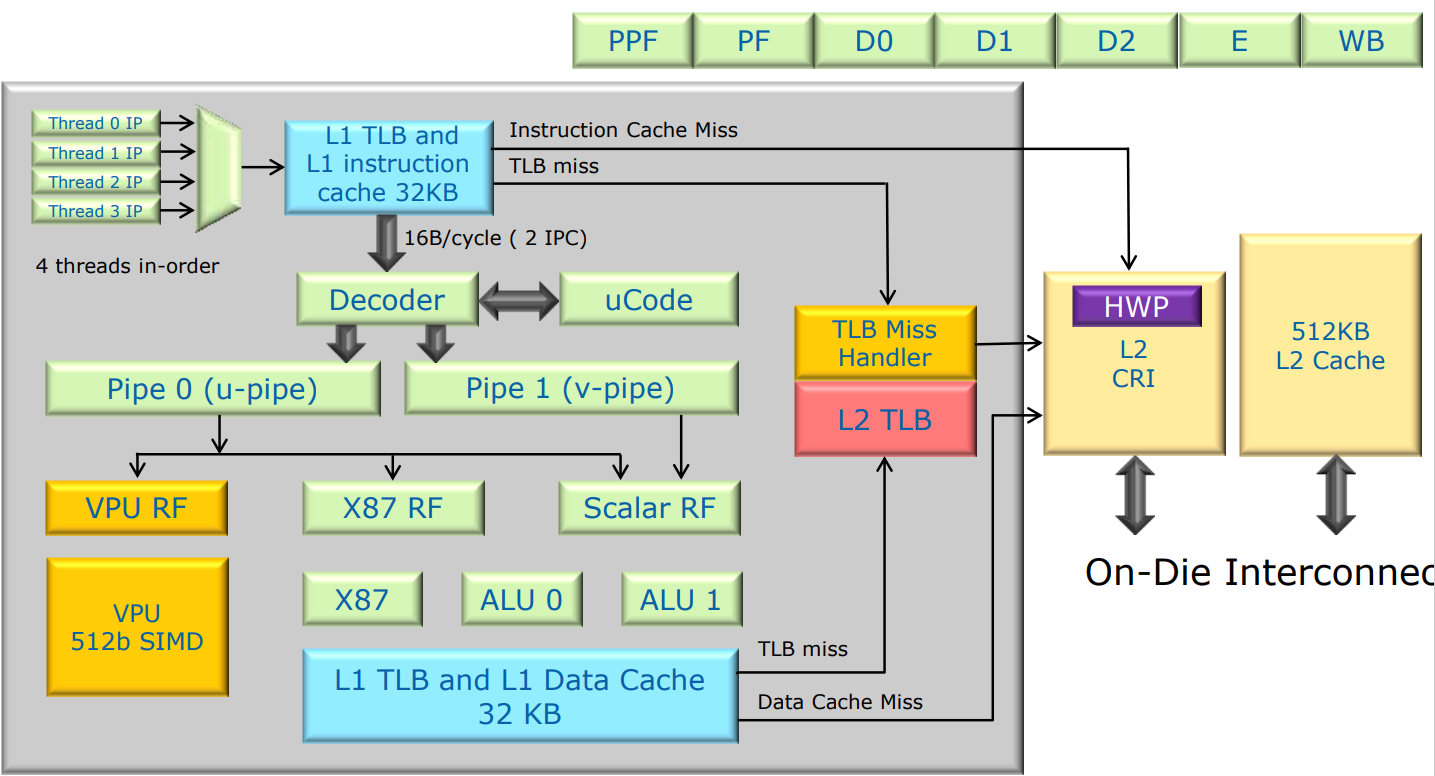 PPF PF D0 D1 D2 E WB
Thread 0 IP
Thread 1 IP
Thread 2 IP
Thread 3 IP
4 threads in-order
L1 TLB and
L1 instruction
cache 32KB
Instruction Cache Miss
TLB miss
16B/cycle ( 2 IPC)
Decoder
uCode
Pipe 0 (u-pipe)
Pipe 1 (v-pipe)
TLB Miss
Handler
L2 TLB
HWP
L2
CRI
512KB
L2 Cache
VPU RF
X87 RF
Scalar RF
VPU
512b SIMD
X87
ALU 0
ALU 1
L1 TLB and L1 Data Cache
32 KB
TLB miss
Data Cache Miss
On-Die Interconnec